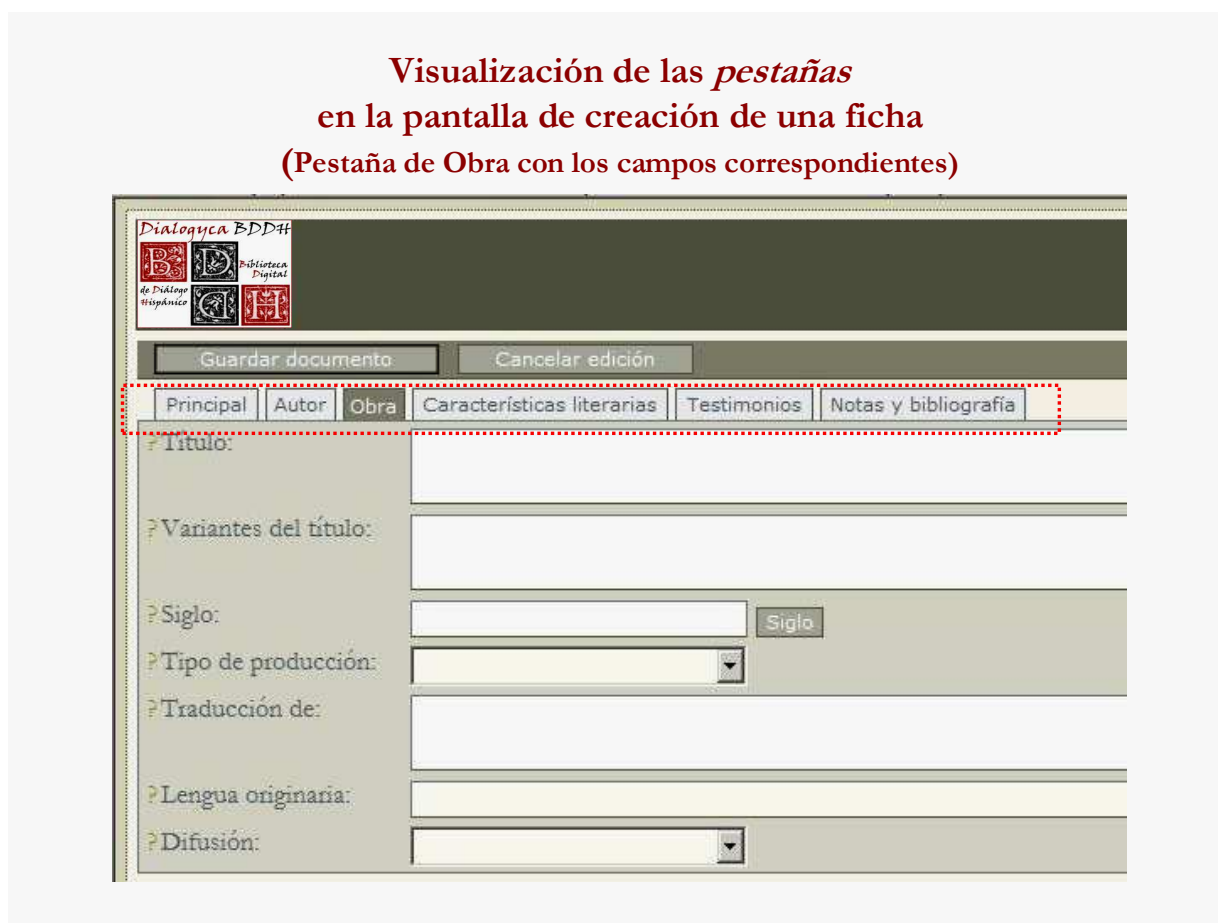 Visualización de las pestañas
en la pantalla de creación de una ficha
(Pestaña de Obra con los campos correspondientes)
Dialogyca BDDH
B D Biblioteca
Digital
de Diálogo
Hispánico D H
Guardar documento Cancelar edición
Principal Autor Obra Características literarias Testimonios Notas y bibliografía
?Título:
?Variantes del título:
?Siglo: Siglo
?Tipo de producción:
?Traducción de:
?Lengua originaria:
?Difusión: